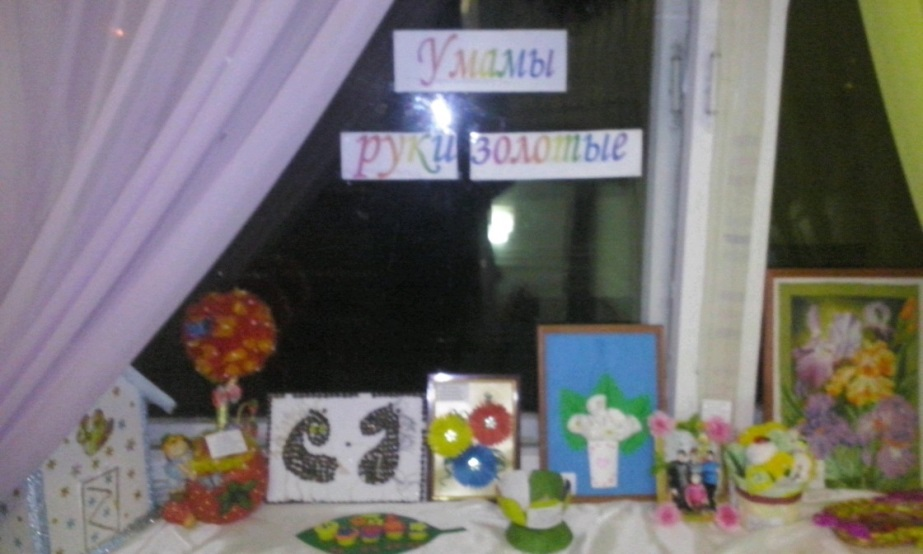 У мамы
руки золотые